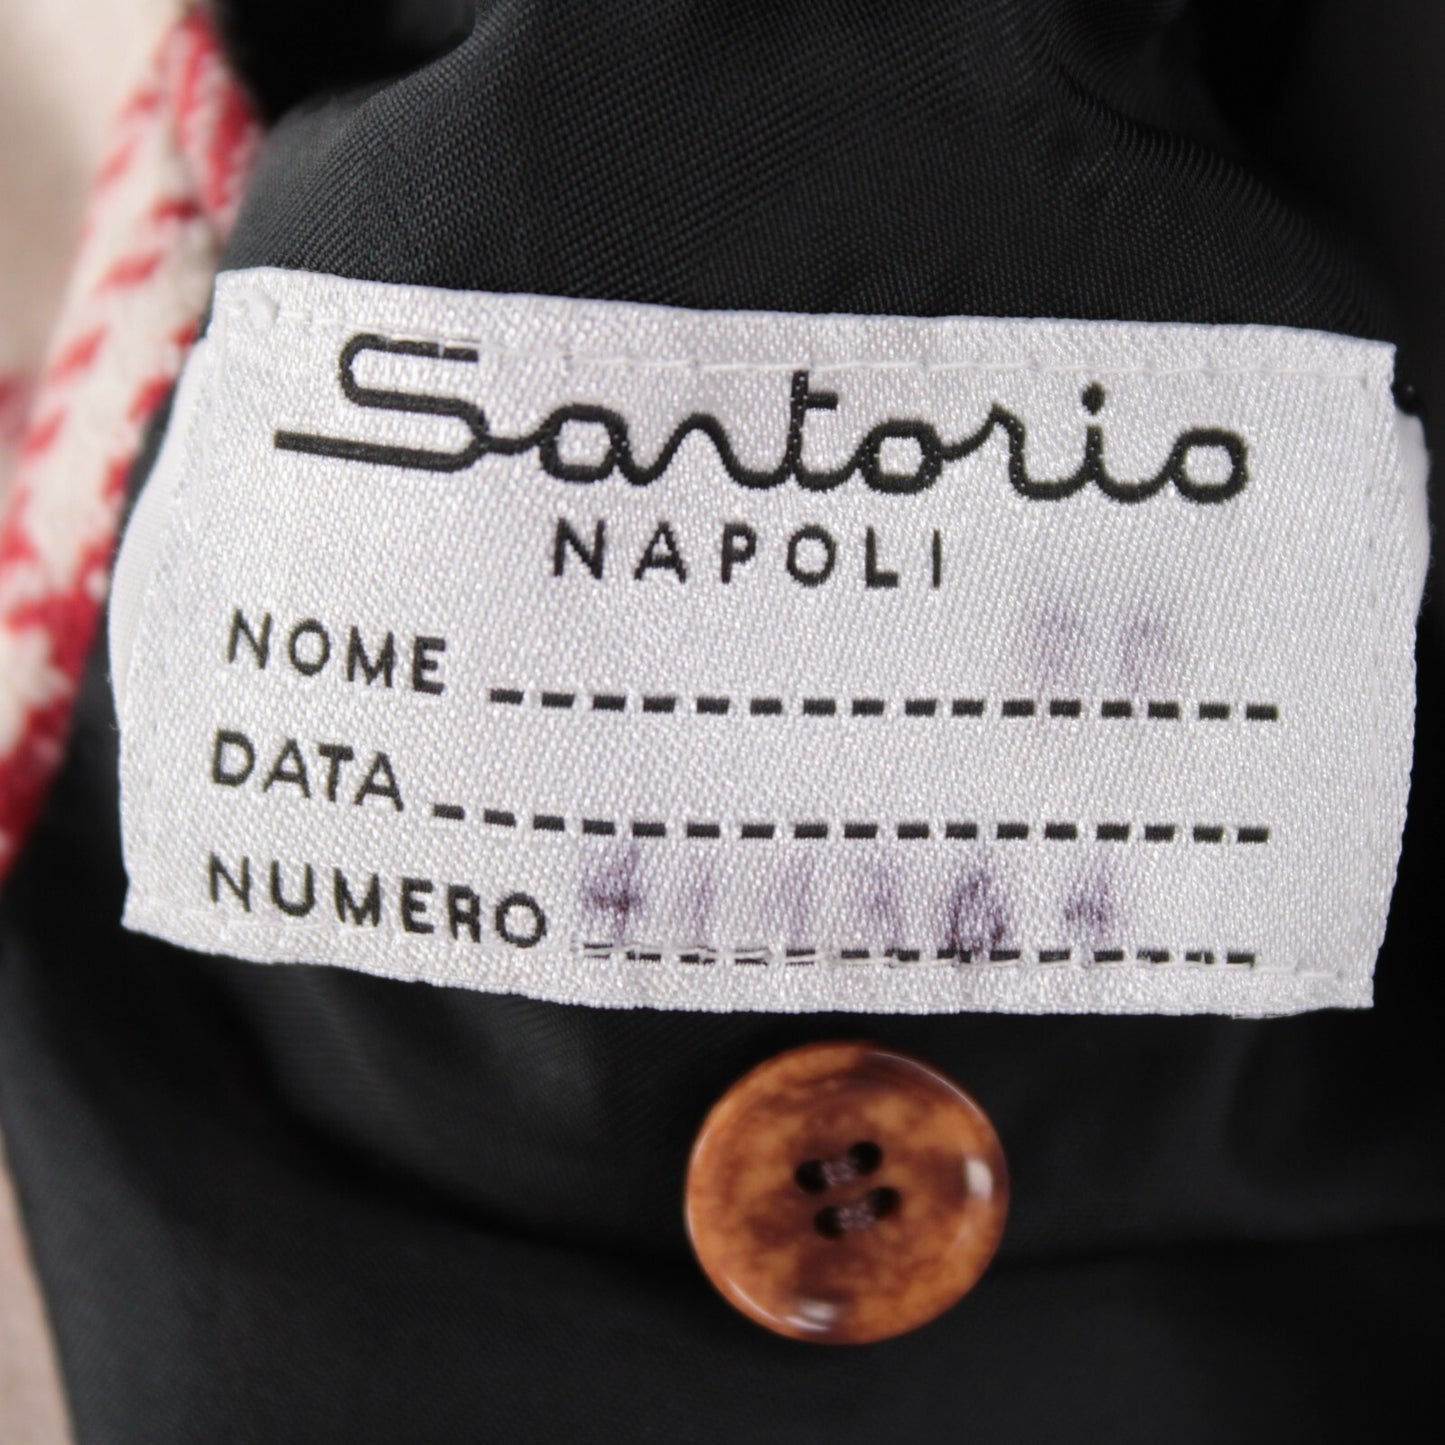 Sartorio
NAPOLI
NOME
DATA
NUMERO